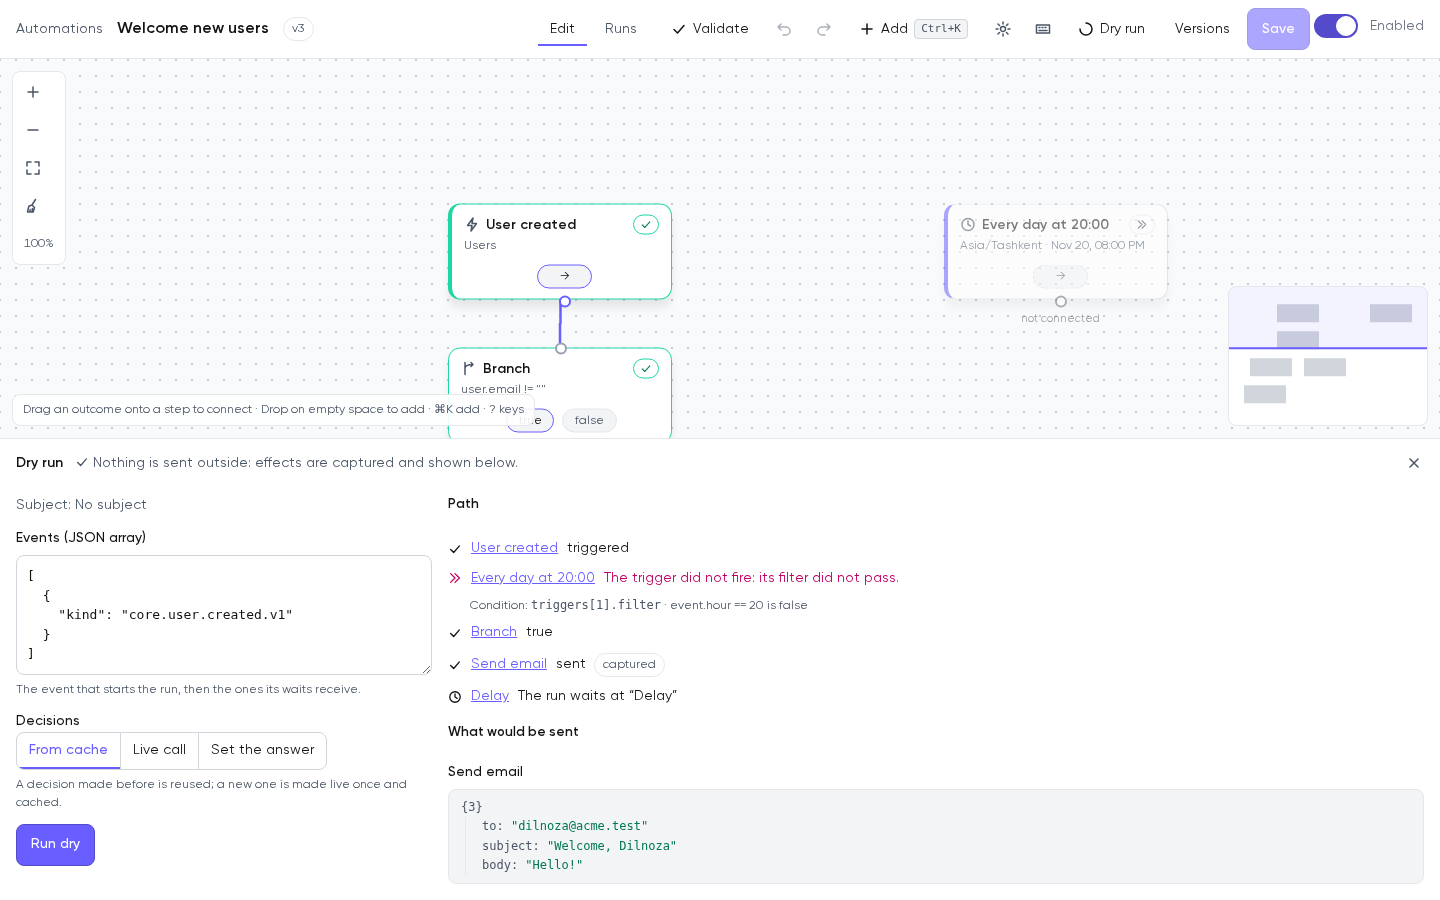 Automations Welcome new users v3 Edit Runs Validate Add Ctrl+K Dry run Versions Save Enabled
100%
User created
Users
→
Every day at 20:00
Asia/Tashkent · Nov 20, 08:00 PM
→
not connected
Branch
user.email != ""
true false
Drag an outcome onto a step to connect · Drop on empty space to add · ⌘K add · ? keys
Dry run Nothing is sent outside: effects are captured and shown below.
Subject: No subject
Events (JSON array)
[
  {
    "kind": "core.user.created.v1"
  }
]
The event that starts the run, then the ones its waits receive.
Decisions
From cache Live call Set the answer
A decision made before is reused; a new one is made live once and
cached.
Run dry
Path
User created triggered
Every day at 20:00 The trigger did not fire: its filter did not pass.
Condition: triggers[1].filter · event.hour == 20 is false
Branch true
Send email sent captured
Delay The run waits at “Delay”
What would be sent
Send email
{3}
to: "dilnoza@acme.test"
subject: "Welcome, Dilnoza"
body: "Hello!"